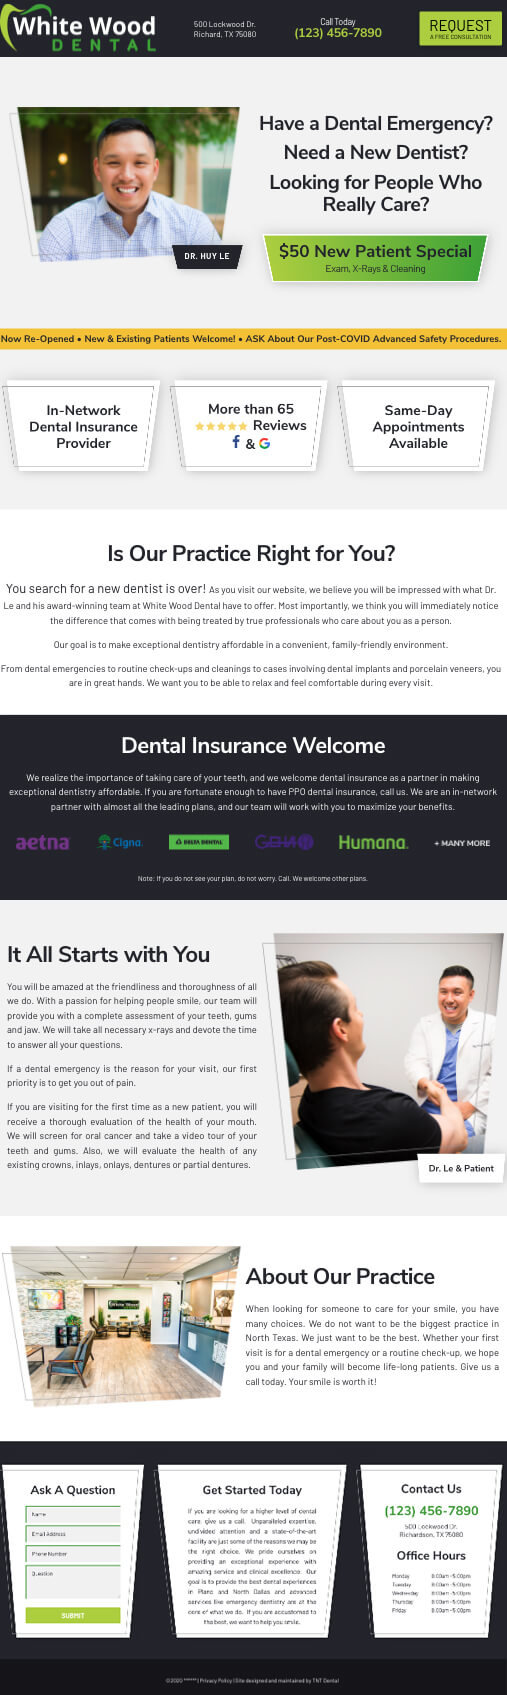 White Wood
DENTAL
500 Lockwood Dr.
Richard, TX 75080
Call Today
(123) 456-7890
REQUEST
A FREE CONSULTATION
Have a Dental Emergency?
Need a New Dentist?
Looking for People Who
Really Care?
DR. HUY LE
$50 New Patient Special
Exam, X-Rays & Cleaning
Now Re-Opened • New & Existing Patients Welcome! • ASK About Our Post-COVID Advanced Safety Procedures.
In-Network
Dental Insurance
Provider
More than 65
Reviews
f & G
Same-Day
Appointments
Available
Is Our Practice Right for You?
You search for a new dentist is over! As you visit our website, we believe you will be impressed with what Dr.
Le and his award-winning team at White Wood Dental have to offer. Most importantly, we think you will immediately notice
the difference that comes with being treated by true professionals who care about you as a person.
Our goal is to make exceptional dentistry affordable in a convenient, family-friendly environment.
From dental emergencies to routine check-ups and cleanings to cases involving dental implants and porcelain veneers, you
are in great hands. We want you to be able to relax and feel comfortable during every visit.
Dental Insurance Welcome
We realize the importance of taking care of your teeth, and we welcome dental insurance as a partner in making
exceptional dentistry affordable. If you are fortunate enough to have PPO dental insurance, call us. We are an in-network
partner with almost all the leading plans, and our team will work with you to maximize your benefits.
aetna
Cigna.
DELTA DENTAL
GEHA
Humana.
+ MANY MORE
Note: If you do not see your plan, do not worry. Call. We welcome other plans.
It All Starts with You
You will be amazed at the friendliness and thoroughness of all
we do. With a passion for helping people smile, our team will
provide you with a complete assessment of your teeth, gums
and jaw. We will take all necessary x-rays and devote the time
to answer all your questions.
If a dental emergency is the reason for your visit, our first
priority is to get you out of pain.
If you are visiting for the first time as a new patient, you will
receive a thorough evaluation of the health of your mouth.
We will screen for oral cancer and take a video tour of your
teeth and gums. Also, we will evaluate the health of any
existing crowns, inlays, onlays, dentures or partial dentures.
Dr. Le & Patient
White Wood
About Our Practice
When looking for someone to care for your smile, you have
many choices. We do not want to be the biggest practice in
North Texas. We just want to be the best. Whether your first
visit is for a dental emergency or a routine check-up, we hope
you and your family will become life-long patients. Give us a
call today. Your smile is worth it!
Ask A Question
Name
Email Address
Phone Number
Question
SUBMIT
Get Started Today
If you are looking for a higher level of dental
care, give us a call. Unparalleled expertise,
undivided attention and a state-of-the-art
facility are just some of the reasons we may be
the right choice. We pride ourselves on
providing an exceptional experience with
amazing service and clinical excellence. Our
goal is to provide the best dental experiences
in Plano and North Dallas and advanced
services like emergency dentistry are at the
core of what we do. If you are accustomed to
the best, we want to help you smile.
Contact Us
(123) 456-7890
500 Lockwood Dr.
Richardson, TX 75080
Office Hours
Monday 8:00am -5:00pm
Tuesday 8:00am -5:00pm
Wednesday 8:00am -5:00pm
Thursday 8:00am -5:00pm
Friday 8:00am -5:00pm
©2020 ****** | Privacy Policy | Site designed and maintained by TNT Dental